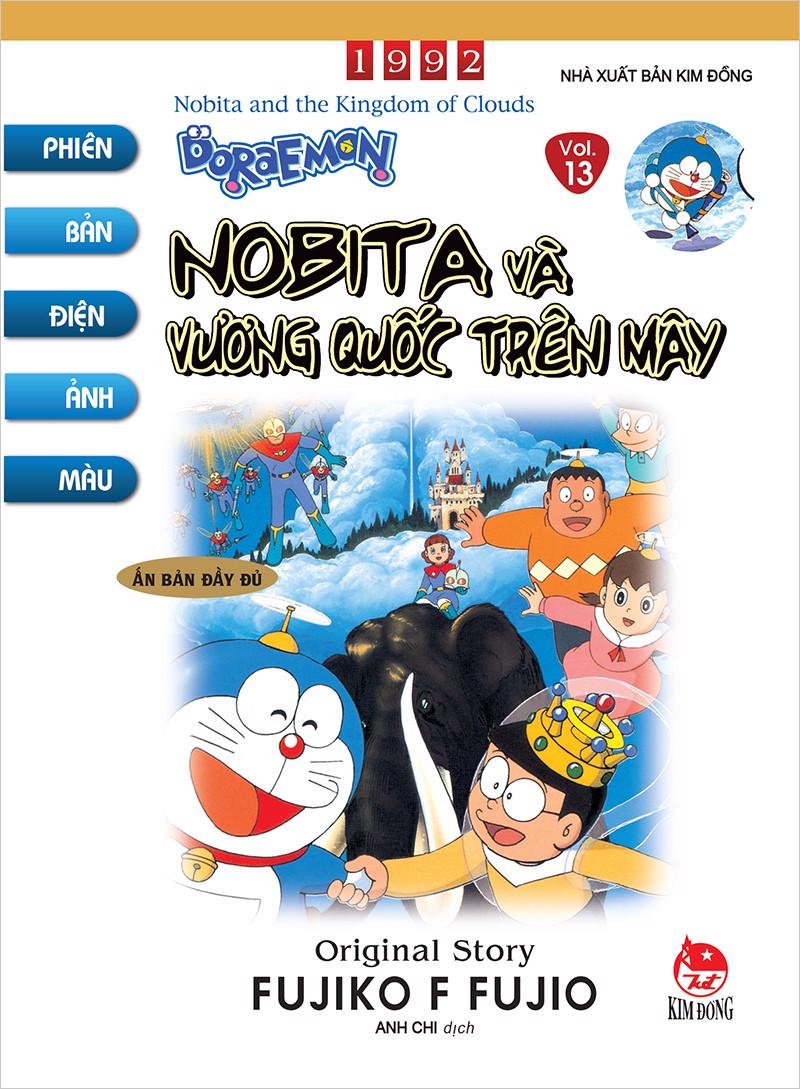 1992
NHÀ XUẤT BẢN KIM ĐỒNG
Nobita and the Kingdom of Clouds
DORAEMON
Vol.
13
NOBITA VÀ
VƯƠNG QUỐC TRÊN MÂY
PHIÊN
BẢN
ĐIỆN
ẢNH
MÀU
ẤN BẢN ĐẦY ĐỦ
Original Story
FUJIKO F FUJIO
ANH CHI dịch
KIM ĐỒNG